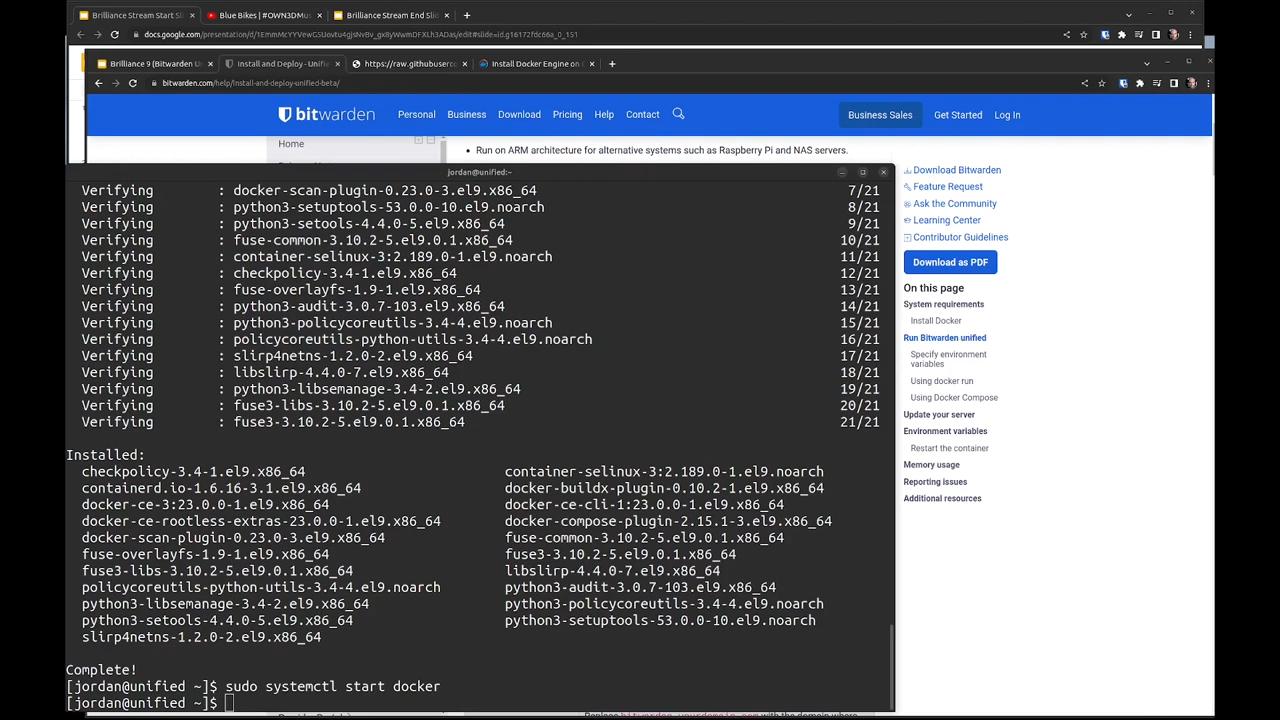 Brilliance Stream Start Sl
Blue Bikes | #OWN3DMu
Brilliance Stream End Slid
docs.google.com/presentation/d/1EmmMcYYVewGSUovtu4gjsNvBy_gx8yWwmDFXLh3ADas/edit#slide=id.g16172fdc66a_0_151
Brilliance 9 (Bitwarden U
Install and Deploy - Unifie
https://raw.githubuserco
Install Docker Engine on C
bitwarden.com/help/install-and-deploy-unified-beta/
bitwarden
Personal
Business
Download
Pricing
Help
Contact
Business Sales
Get Started
Log In
Home
• Run on ARM architecture for alternative systems such as Raspberry Pi and NAS servers.
jordan@unified:~
Verifying : docker-scan-plugin-0.23.0-3.el9.x86_64 7/21
Verifying : python3-setuptools-53.0.0-10.el9.noarch 8/21
Verifying : python3-setools-4.4.0-5.el9.x86_64 9/21
Verifying : fuse-common-3.10.2-5.el9.0.1.x86_64 10/21
Verifying : container-selinux-3:2.189.0-1.el9.noarch 11/21
Verifying : checkpolicy-3.4-1.el9.x86_64 12/21
Verifying : fuse-overlayfs-1.9-1.el9.x86_64 13/21
Verifying : python3-audit-3.0.7-103.el9.x86_64 14/21
Verifying : python3-policycoreutils-3.4-4.el9.noarch 15/21
Verifying : policycoreutils-python-utils-3.4-4.el9.noarch 16/21
Verifying : slirp4netns-1.2.0-2.el9.x86_64 17/21
Verifying : libslirp-4.4.0-7.el9.x86_64 18/21
Verifying : python3-libsemanage-3.4-2.el9.x86_64 19/21
Verifying : fuse3-libs-3.10.2-5.el9.0.1.x86_64 20/21
Verifying : fuse3-3.10.2-5.el9.0.1.x86_64 21/21
Installed:
checkpolicy-3.4-1.el9.x86_64 container-selinux-3:2.189.0-1.el9.noarch
containerd.io-1.6.16-3.1.el9.x86_64 docker-buildx-plugin-0.10.2-1.el9.x86_64
docker-ce-3:23.0.0-1.el9.x86_64 docker-ce-cli-1:23.0.0-1.el9.x86_64
docker-ce-rootless-extras-23.0.0-1.el9.x86_64 docker-compose-plugin-2.15.1-3.el9.x86_64
docker-scan-plugin-0.23.0-3.el9.x86_64 fuse-common-3.10.2-5.el9.0.1.x86_64
fuse-overlayfs-1.9-1.el9.x86_64 fuse3-3.10.2-5.el9.0.1.x86_64
fuse3-libs-3.10.2-5.el9.0.1.x86_64 libslirp-4.4.0-7.el9.x86_64
policycoreutils-python-utils-3.4-4.el9.noarch python3-audit-3.0.7-103.el9.x86_64
python3-libsemanage-3.4-2.el9.x86_64 python3-policycoreutils-3.4-4.el9.noarch
python3-setools-4.4.0-5.el9.x86_64 python3-setuptools-53.0.0-10.el9.noarch
slirp4netns-1.2.0-2.el9.x86_64
Complete!
[jordan@unified ~]$ sudo systemctl start docker
[jordan@unified ~]$
Download Bitwarden
Feature Request
Ask the Community
Learning Center
Contributor Guidelines
Download as PDF
On this page
System requirements
Install Docker
Run Bitwarden unified
Specify environment
variables
Using docker run
Using Docker Compose
Update your server
Environment variables
Restart the container
Memory usage
Reporting issues
Additional resources
with the domain where